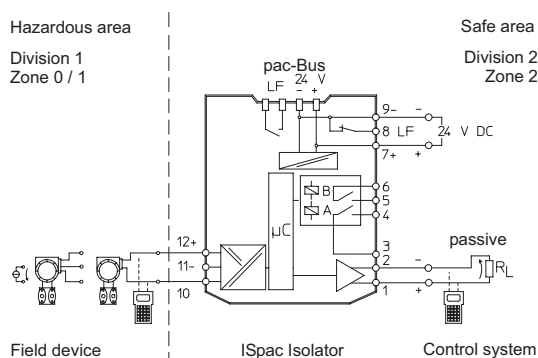 Hazardous area
Safe area
Division 1
Zone 0 / 1
Division 2
Zone 2
pac-Bus
LF 24 V
- +
9- -
8 LF 24 V DC
7+ +
6
B 5
A 4
µC
3
passive
12+
2 -
11-
RL
10
1 +
Field device
ISpac Isolator
Control system